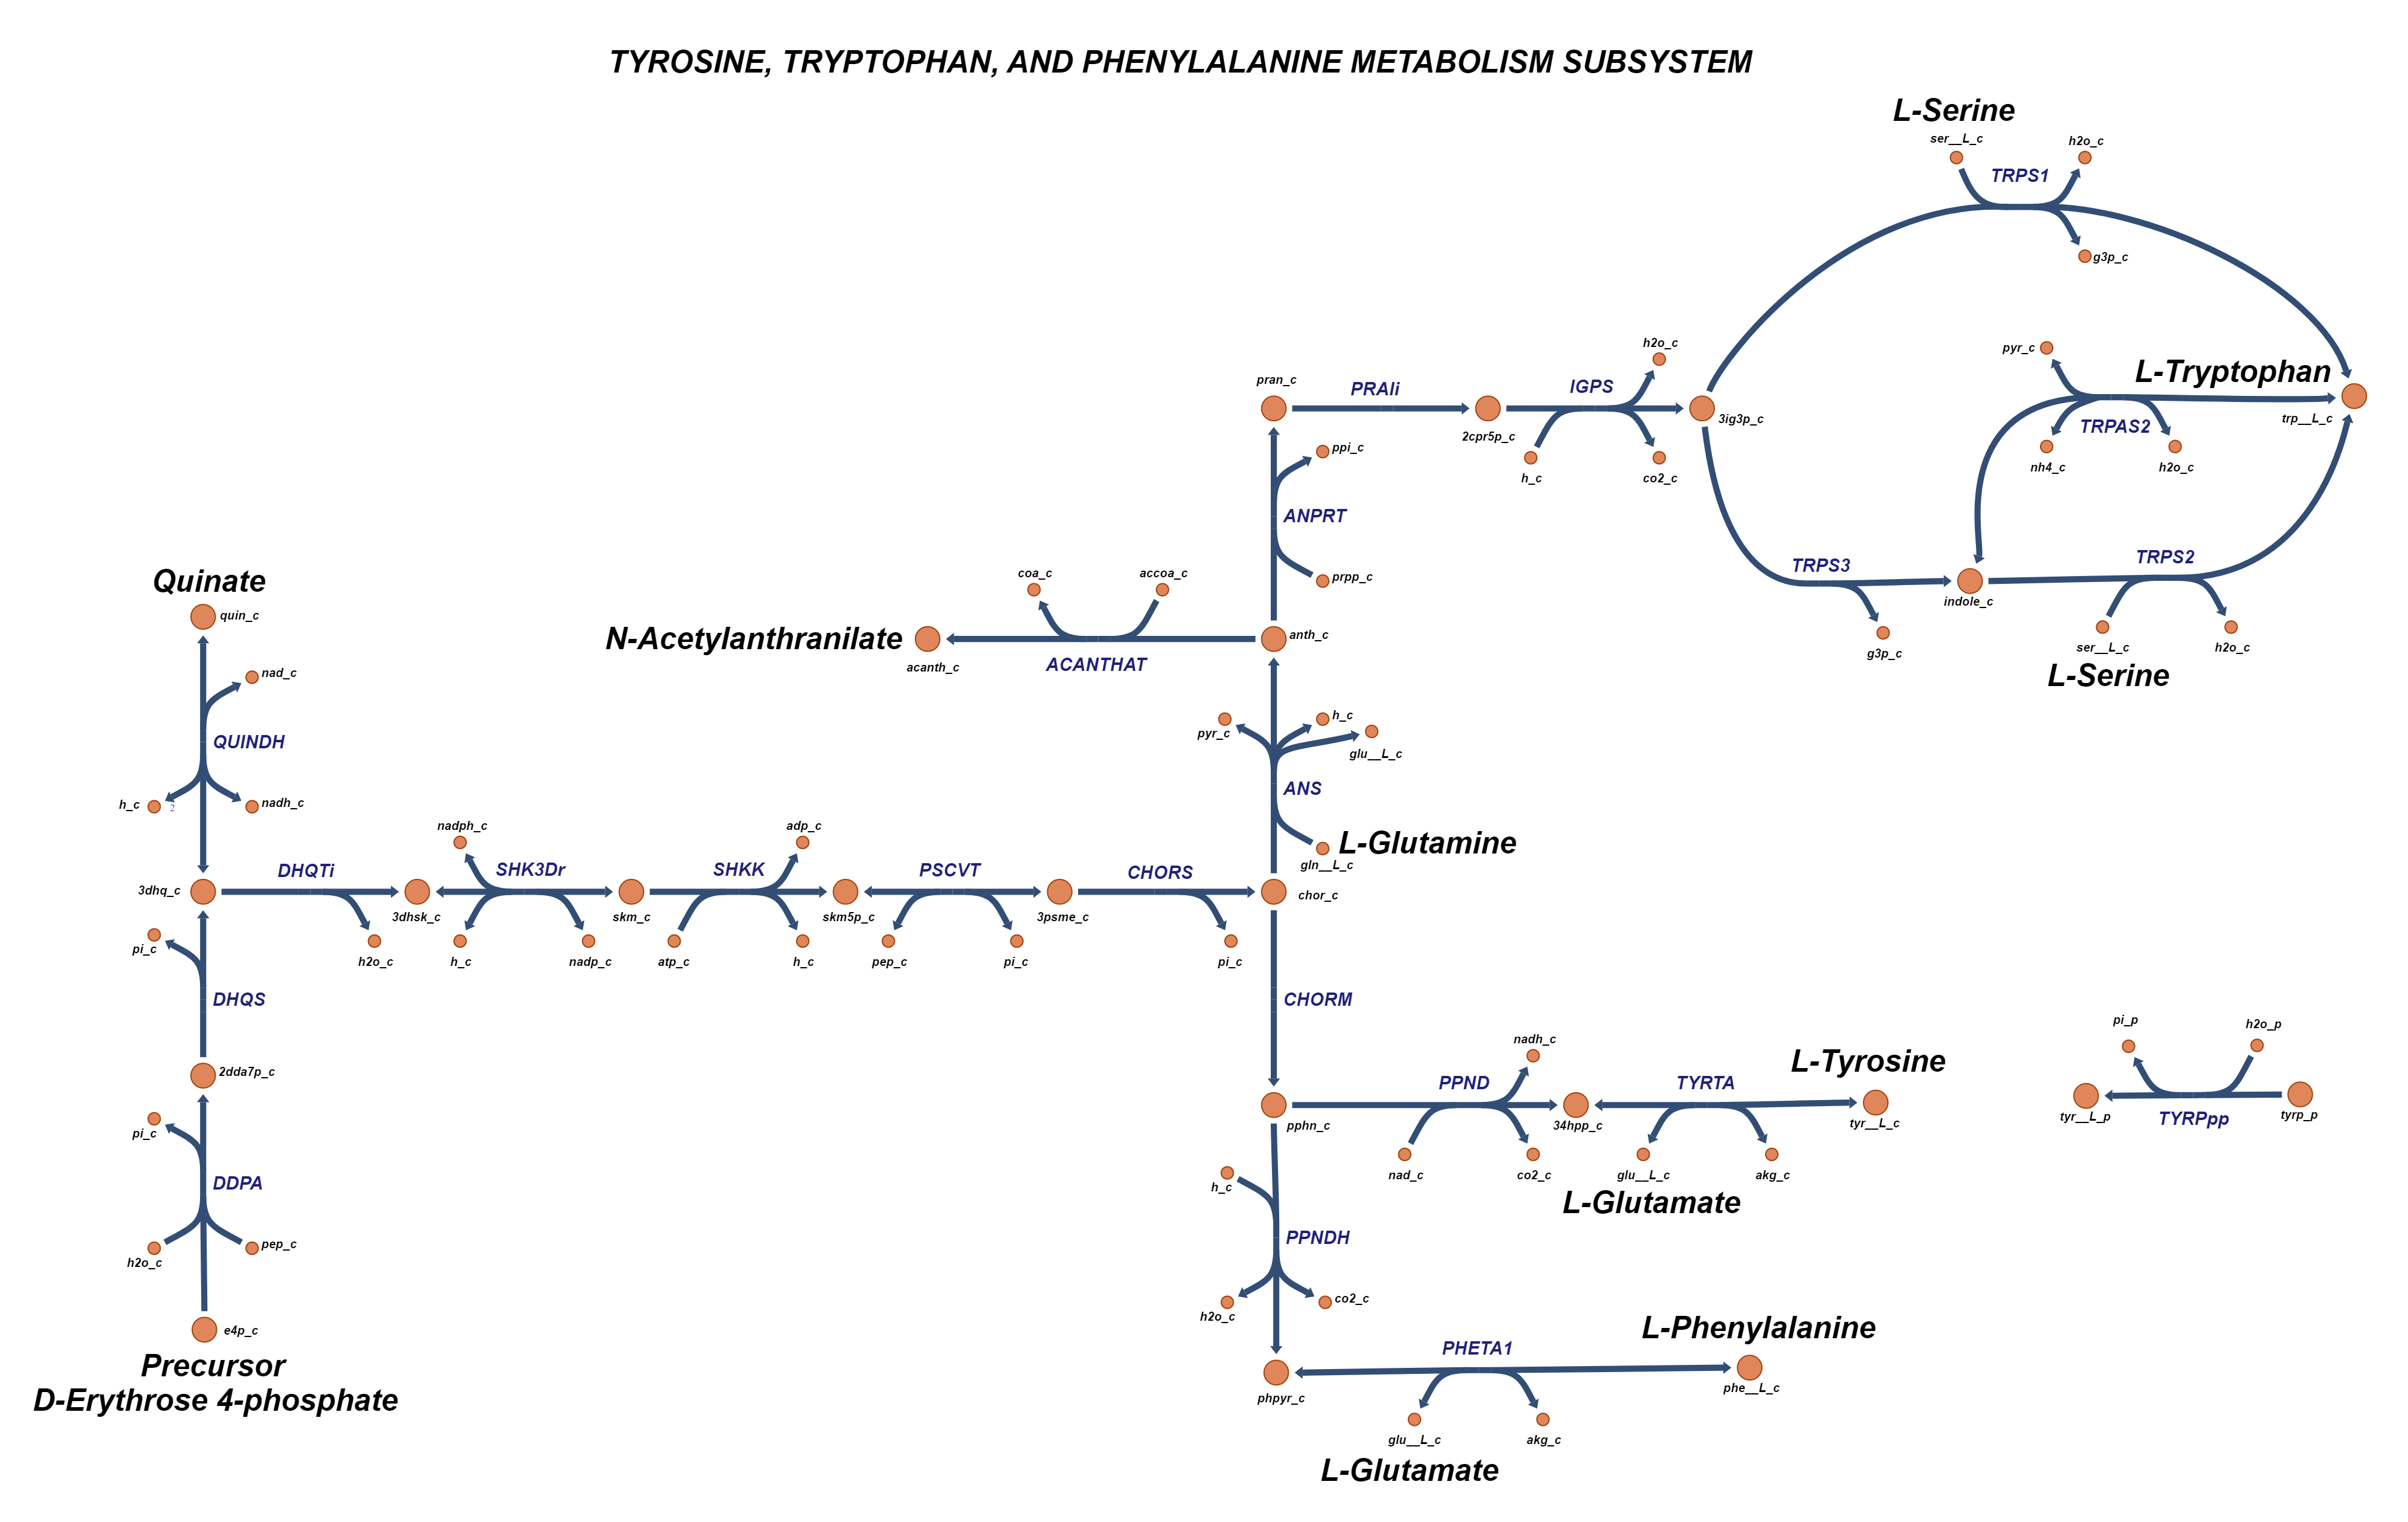 TYROSINE, TRYPTOPHAN, AND PHENYLALANINE METABOLISM SUBSYSTEM
L-Serine
ser__L_c
h2o_c
TRPS1
g3p_c
h2o_c
pyr_c
L-Tryptophan
pran_c
PRAIi
IGPS
3ig3p_c
trp__L_c
2cpr5p_c
TRPAS2
ppi_c
h_c
co2_c
nh4_c
h2o_c
ANPRT
TRPS3
TRPS2
Quinate
coa_c
accoa_c
prpp_c
indole_c
quin_c
N-Acetylanthranilate
anth_c
acanth_c
ACANTHAT
g3p_c
ser__L_c
h2o_c
L-Serine
nad_c
QUINDH
pyr_c
h_c
glu__L_c
h_c
2
nadh_c
ANS
nadph_c
adp_c
L-Glutamine
gln__L_c
3dhq_c
DHQTi
SHK3Dr
SHKK
PSCVT
CHORS
chor_c
3dhsk_c
skm_c
skm5p_c
3psme_c
pi_c
h2o_c
h_c
nadp_c
atp_c
h_c
pep_c
pi_c
pi_c
DHQS
CHORM
pi_p
h2o_p
nadh_c
L-Tyrosine
2dda7p_c
PPND
TYRTA
pi_c
pphn_c
34hpp_c
tyr__L_c
tyr__L_p
TYRPpp
tyrp_p
DDPA
h_c
nad_c
co2_c
glu__L_c
akg_c
L-Glutamate
h2o_c
pep_c
PPNDH
h2o_c
co2_c
e4p_c
L-Phenylalanine
Precursor
D-Erythrose 4-phosphate
PHETA1
phpyr_c
phe__L_c
glu__L_c
akg_c
L-Glutamate